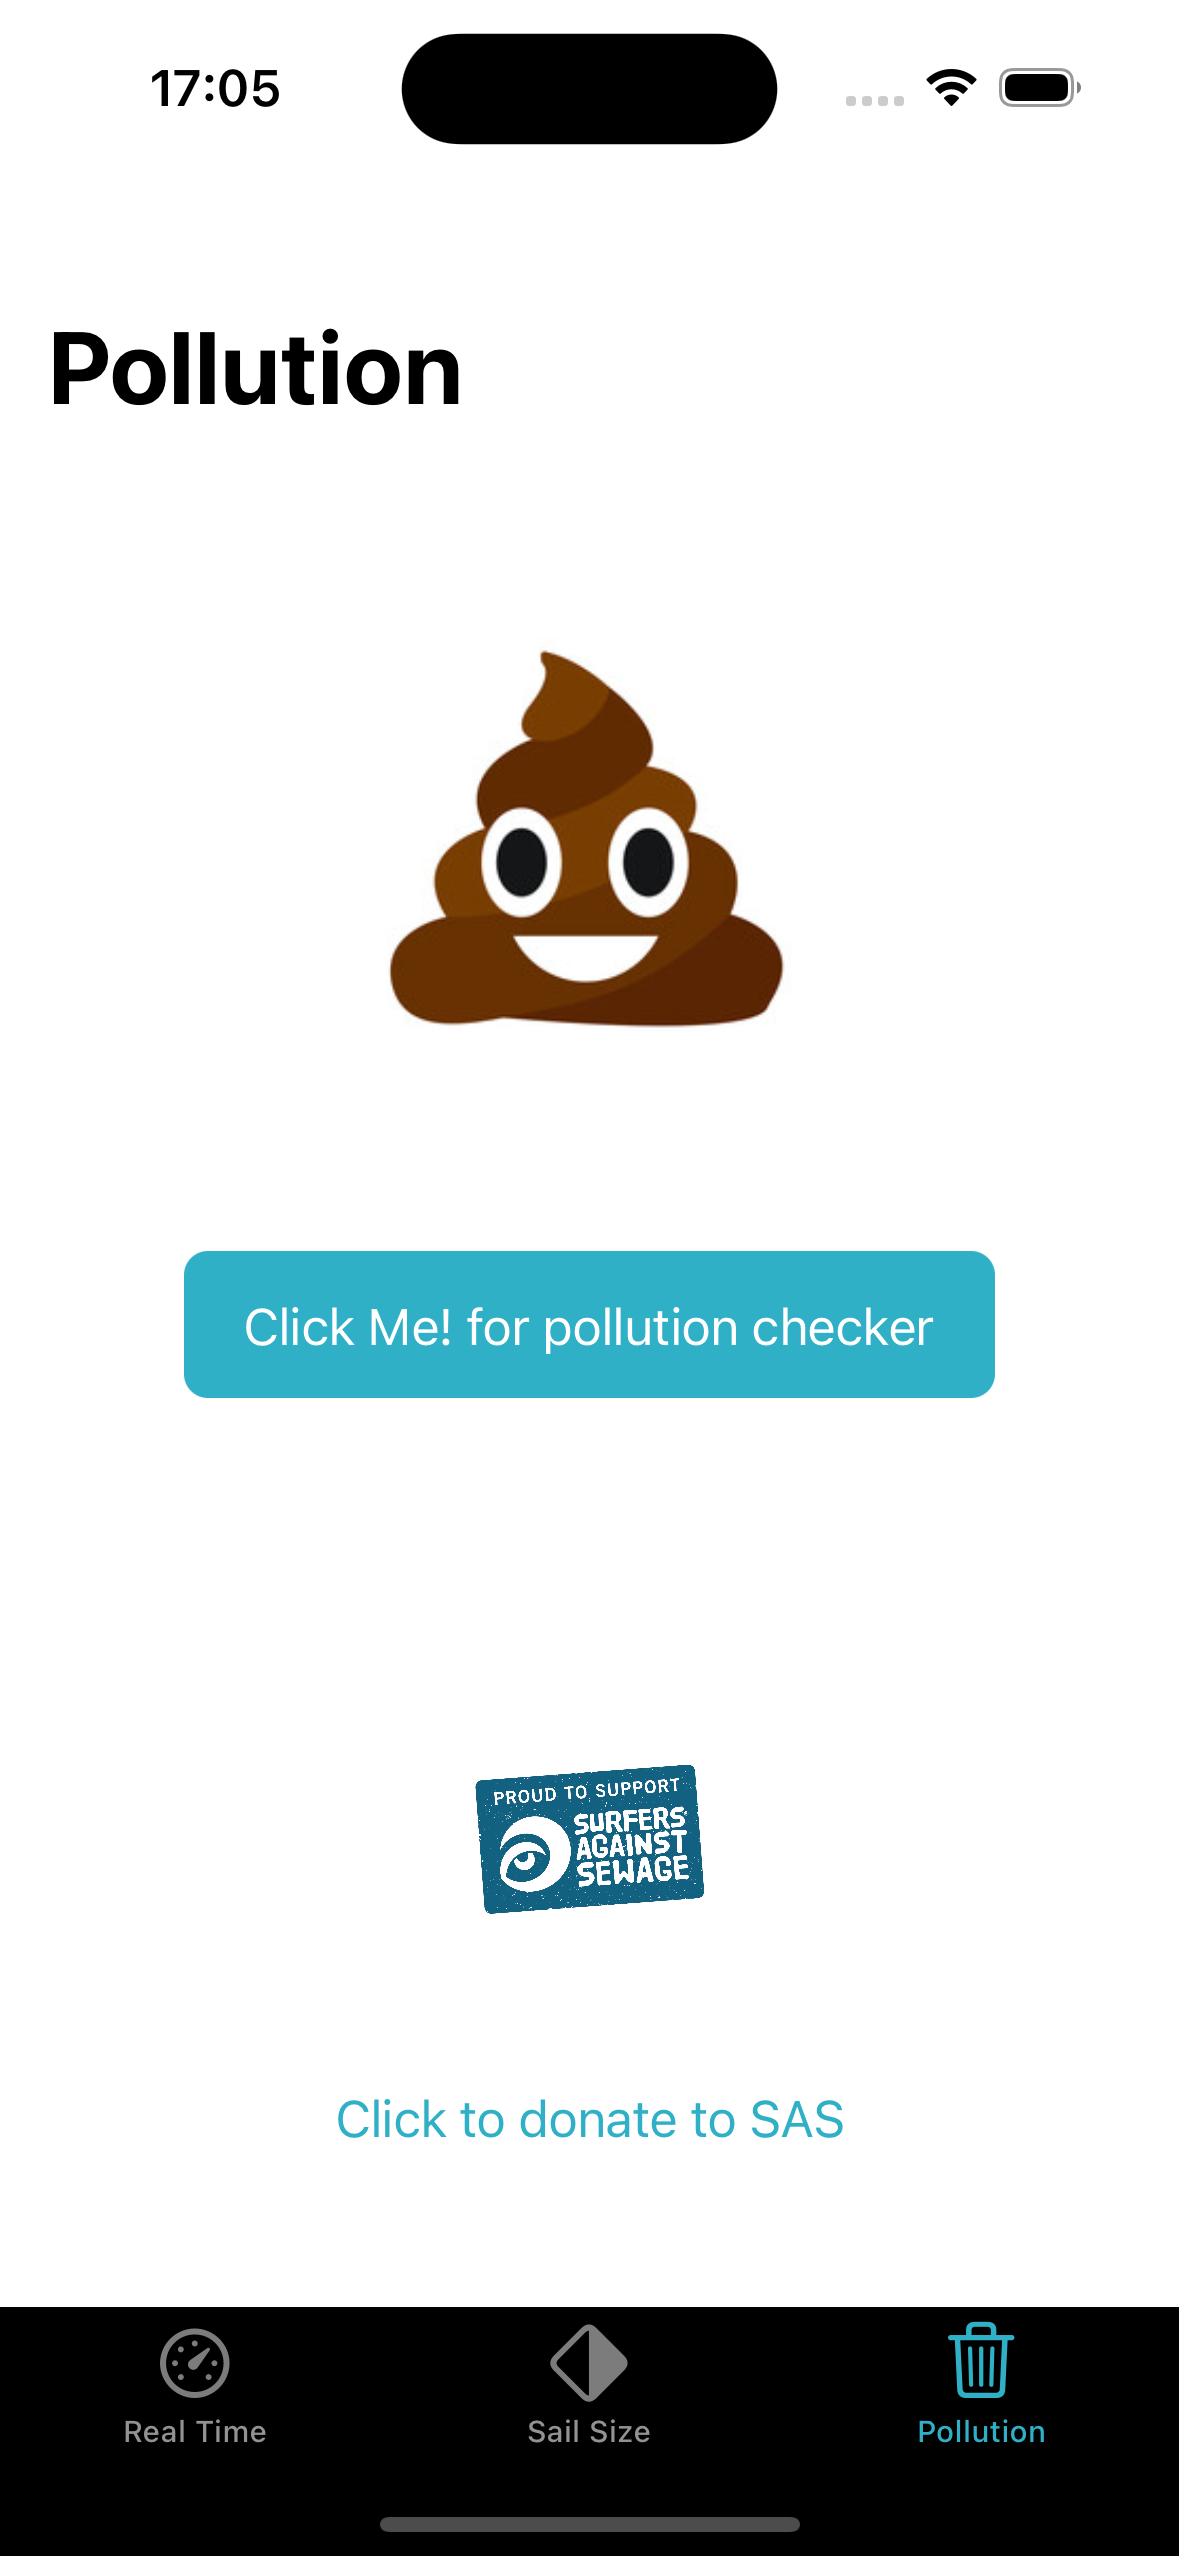 17:05
Pollution
Click Me! for pollution checker
PROUD TO SUPPORT
SURFERS
AGAINST
SEWAGE
Click to donate to SAS
Real Time
Sail Size
Pollution